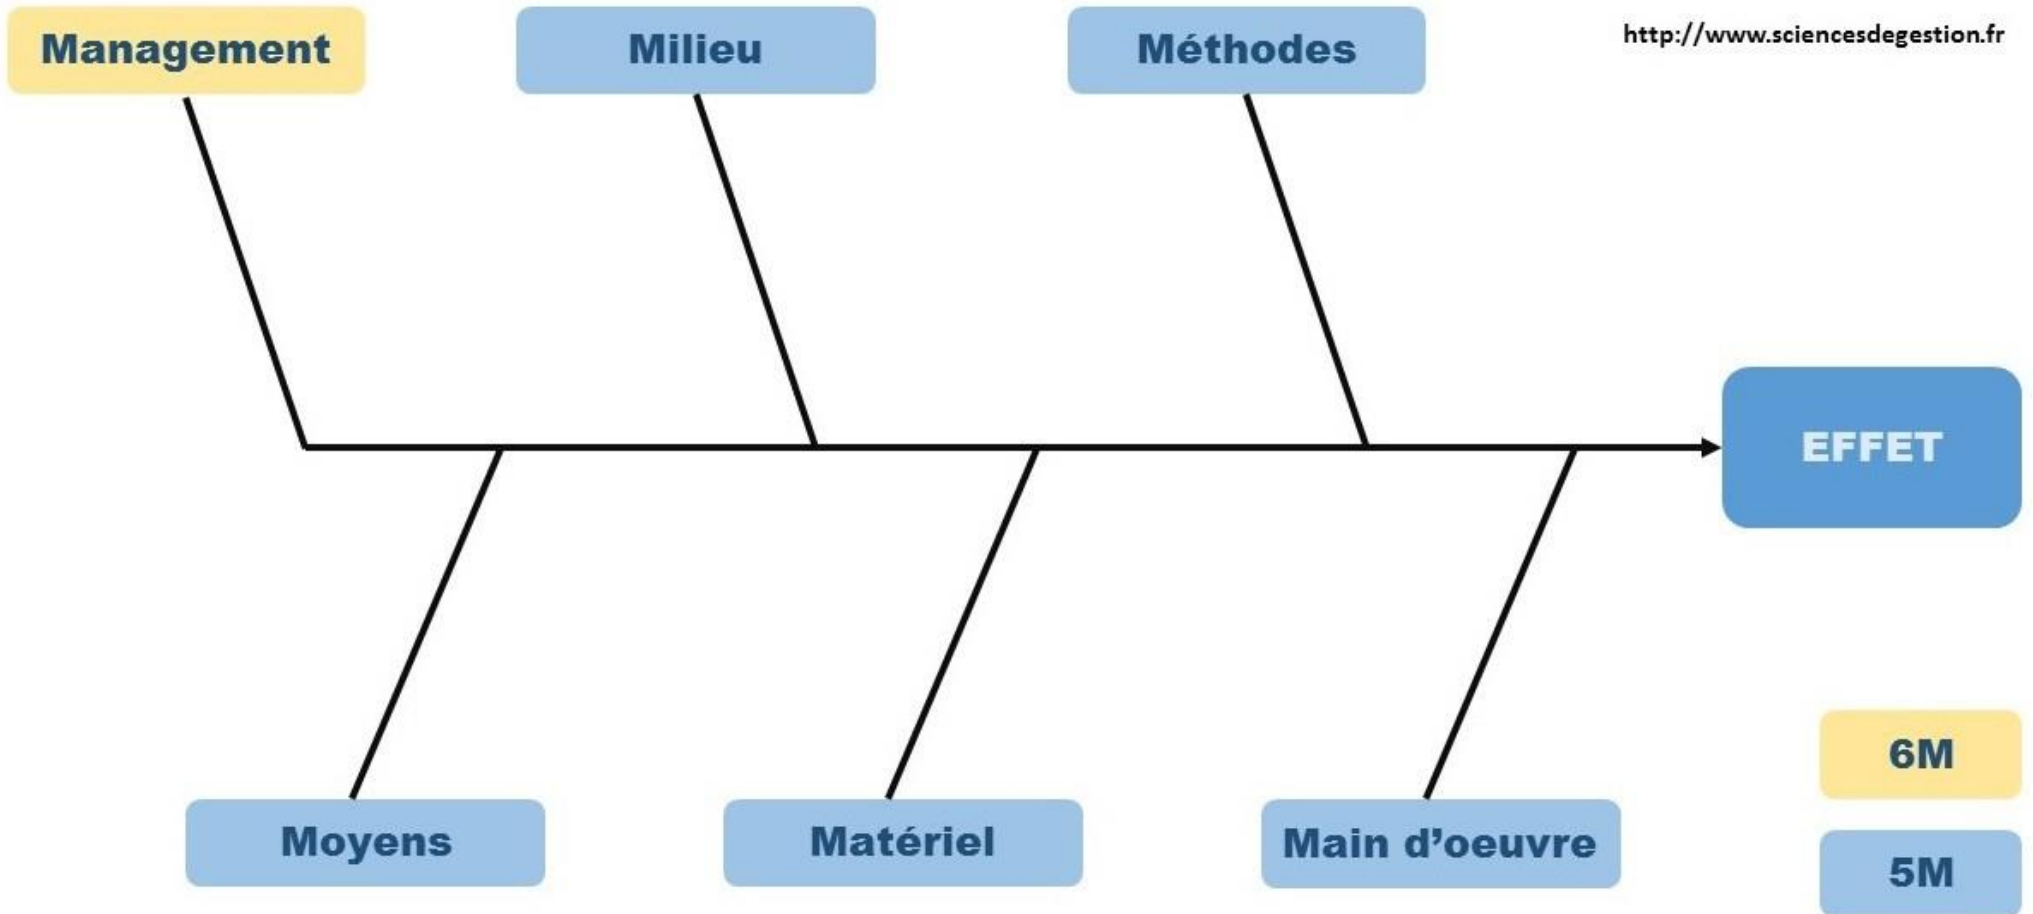 Management
Milieu
Méthodes
http://www.sciencesdegestion.fr
EFFET
Moyens
Matériel
Main d’oeuvre
6M
5M